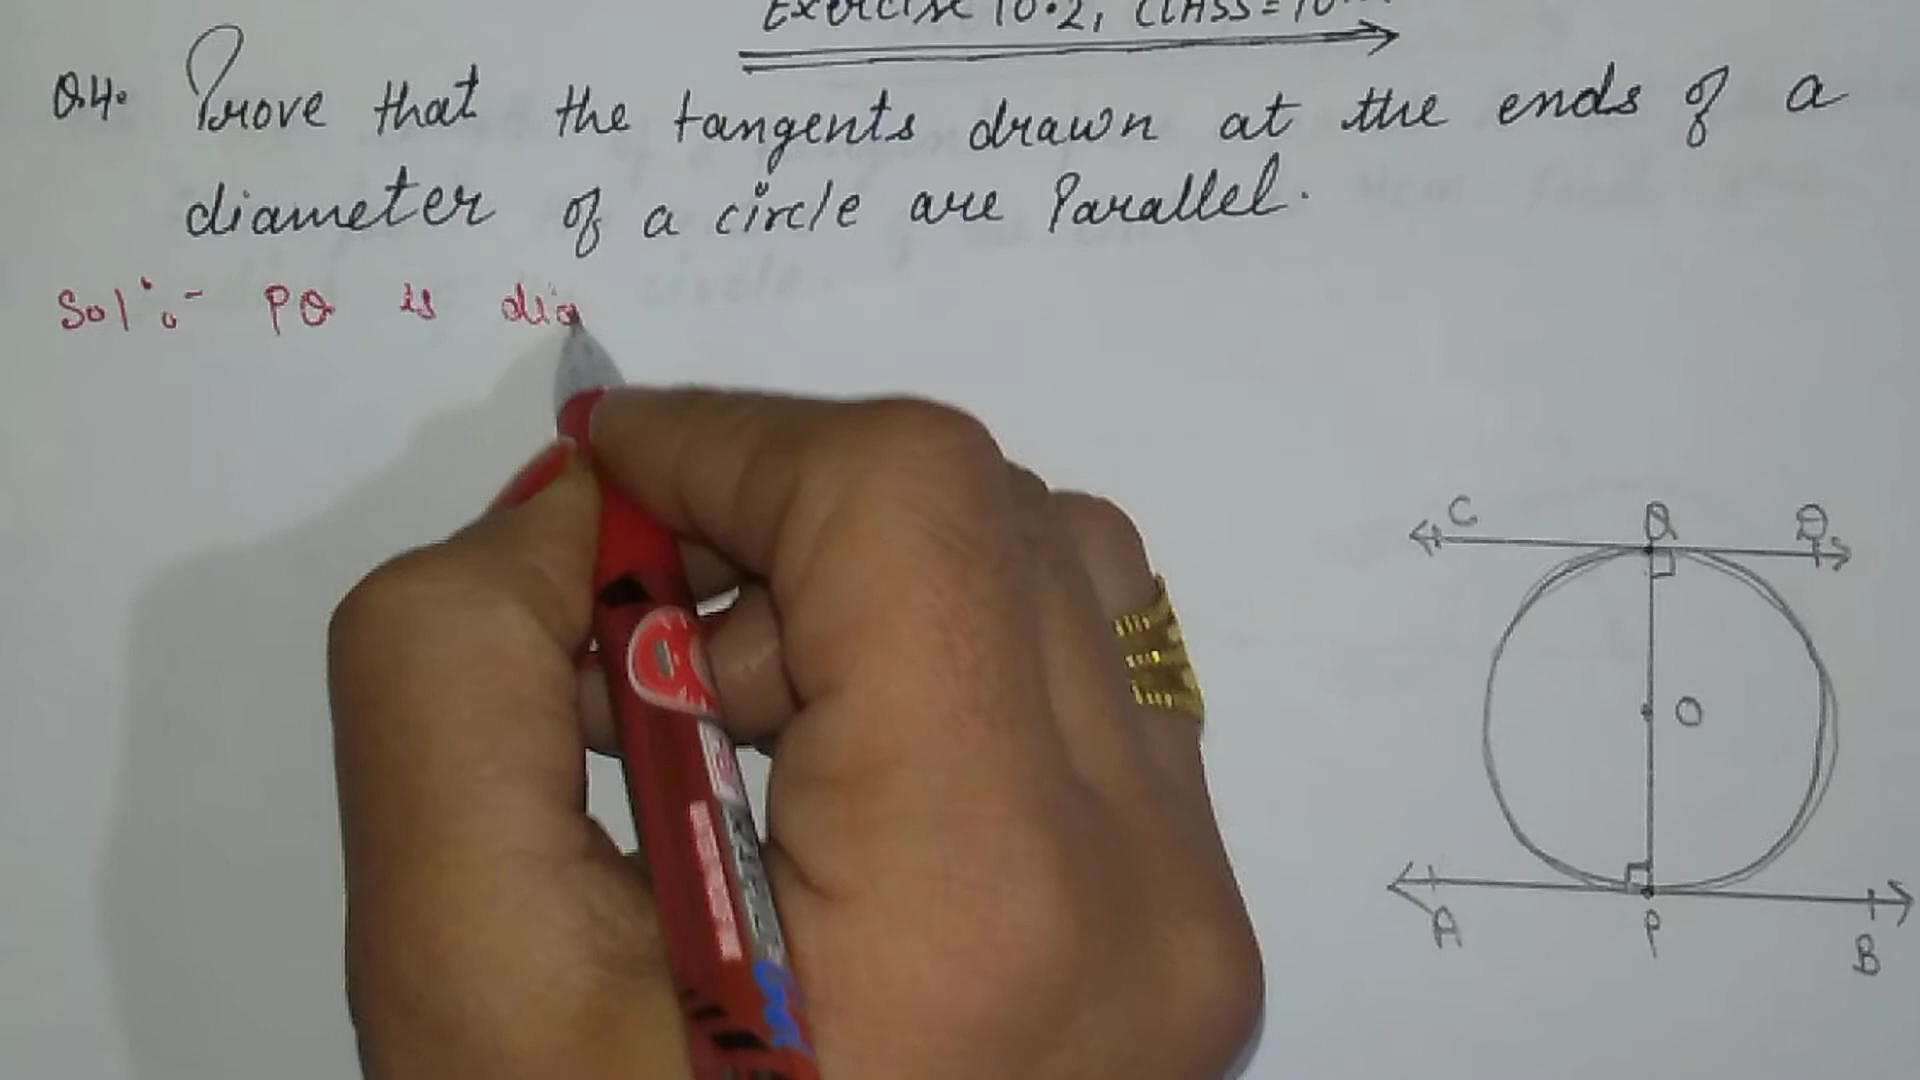 Exercise 10.2, CLASS=10
Q4. Prove that the tangents drawn at the ends of a
diameter of a circle are Parallel.
Sol:- PQ is dia
C Q D
O
A P B